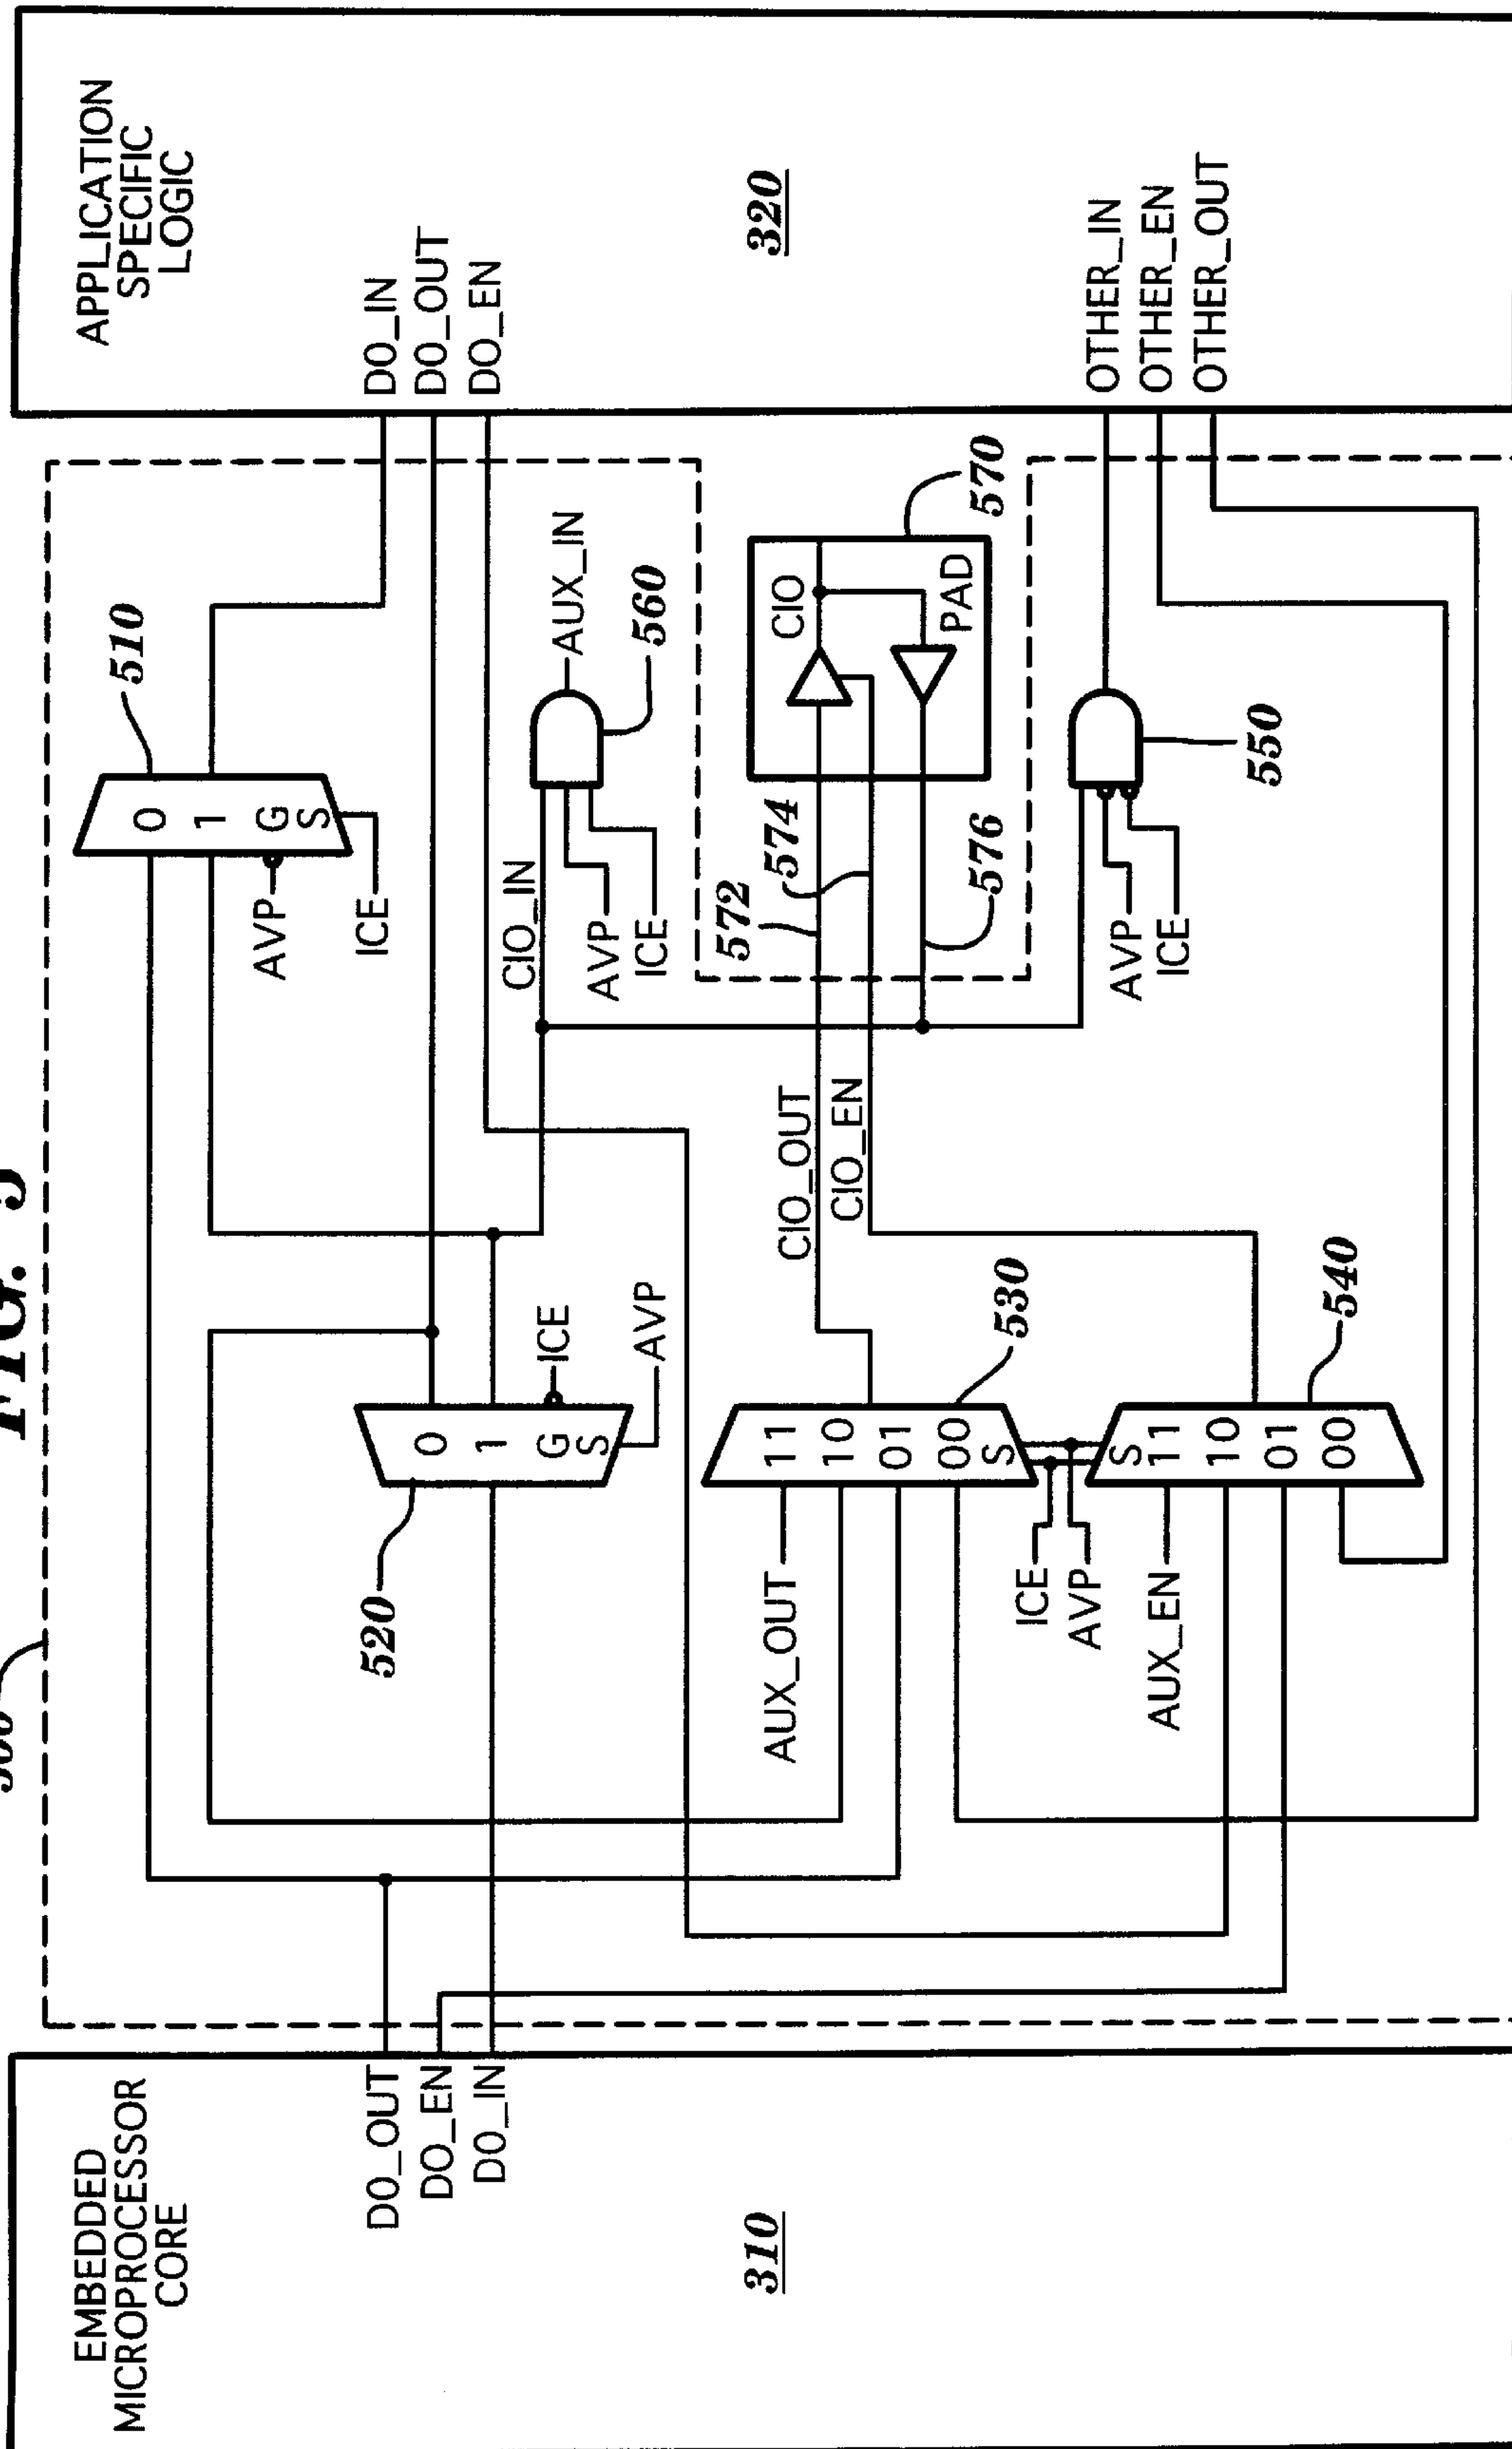 FIG. 5
500
EMBEDDED
MICROPROCESSOR
CORE
DO_OUT
DO_EN
DO_IN
310
520
0
1
G
S
ICE
AVP
510
0
1
G
S
AVP
ICE
CIO_IN
AVP
ICE
AUX_IN
560
AUX_OUT
11
10
01
00
S
530
ICE
AVP
AUX_EN
S
11
10
01
00
540
CIO_OUT
CIO_EN
572
574
576
CIO
PAD
570
AVP
ICE
550
APPLICATION
SPECIFIC
LOGIC
DO_IN
DO_OUT
DO_EN
320
OTHER_IN
OTHER_EN
OTHER_OUT